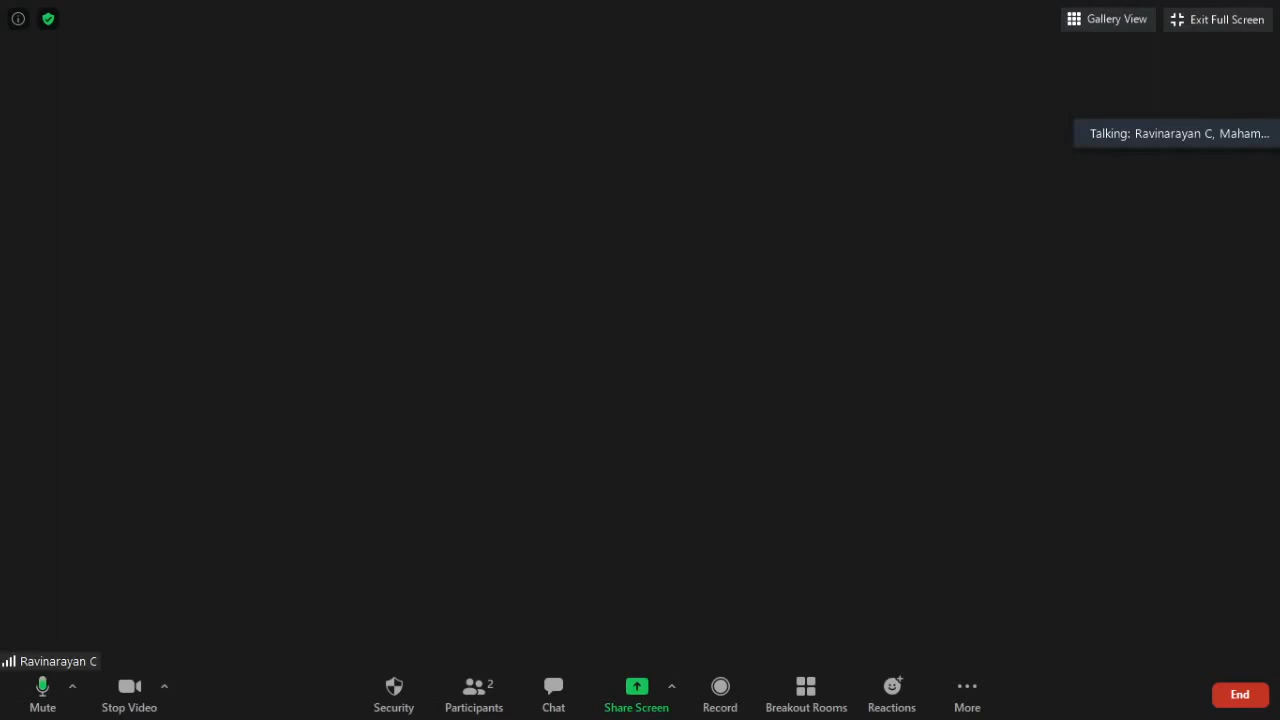 Gallery View
Exit Full Screen
Talking: Ravinarayan C, Maham...
Ravinarayan C
Mute
Stop Video
Security
Participants
2
Chat
Share Screen
Record
Breakout Rooms
Reactions
More
End